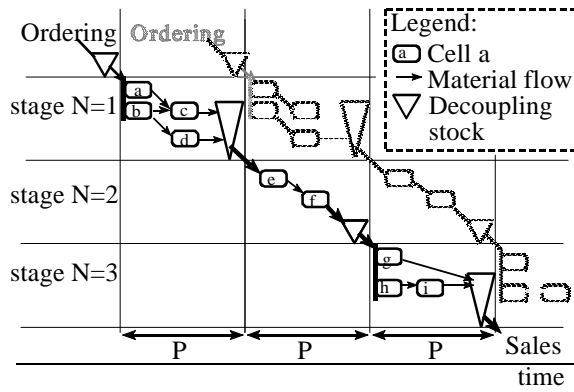 Ordering Ordering
Legend:
a Cell a
Material flow
Decoupling
stock
stage N=1
a
b c
d
stage N=2
e
f
stage N=3
g
h i
P P P
Sales
time